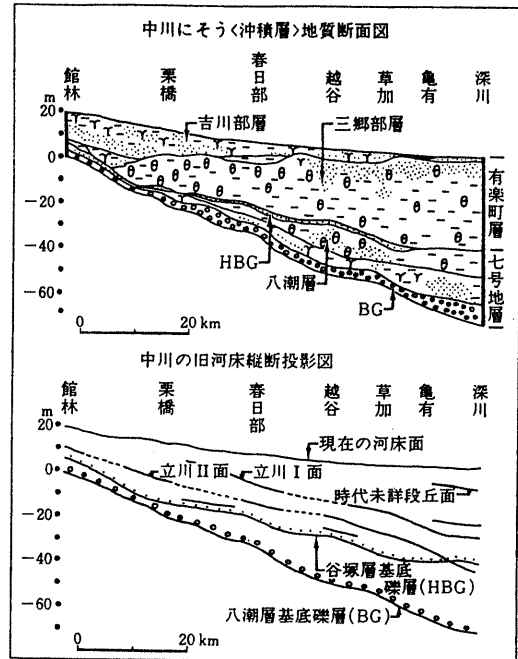 中川にそう〈沖積層〉地質断面図
館林 栗橋 春日部 越谷 草加 亀有 深川
m
20
0
-20
-40
-60
吉川部層
三郷部層
有楽町層
七号地層
HBG
八潮層
BG
0 20 km
中川の旧河床縦断投影図
館林 栗橋 春日部 越谷 草加 亀有 深川
m
20
0
-20
-40
-60
現在の河床面
立川II面
立川I面
時代未詳段丘面
谷塚層基底
礫層(HBG)
八潮層基底礫層(BG)
0 20 km